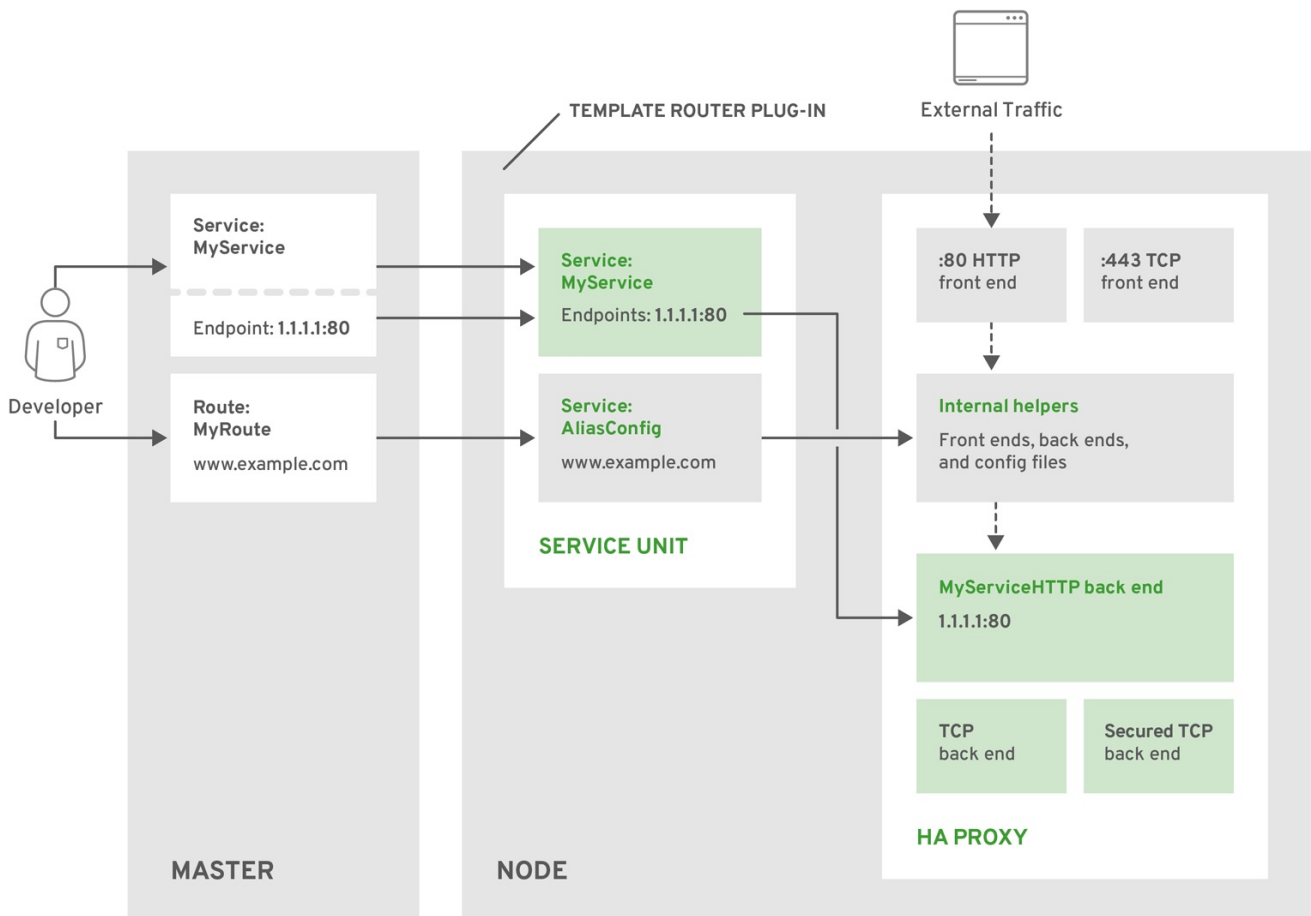 External Traffic
TEMPLATE ROUTER PLUG-IN
Developer
Service:
MyService
Endpoint: 1.1.1.1:80
Route:
MyRoute
www.example.com
MASTER
Service:
MyService
Endpoints: 1.1.1.1:80
Service:
AliasConfig
www.example.com
SERVICE UNIT
NODE
:80 HTTP
front end
:443 TCP
front end
Internal helpers
Front ends, back ends,
and config files
MyServiceHTTP back end
1.1.1.1:80
TCP
back end
Secured TCP
back end
HA PROXY